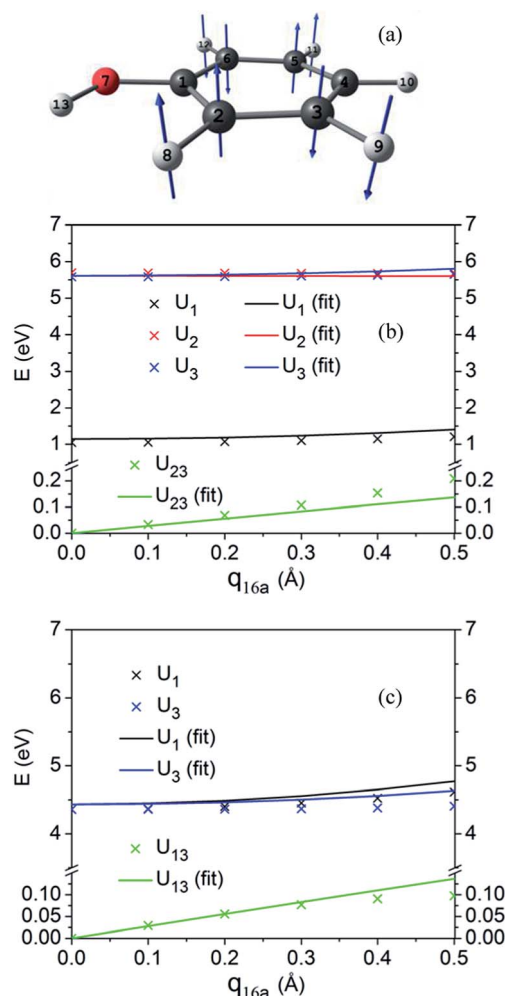 (a)
12
6
5
11
7
1
4
10
13
2
3
8
9
7
6
5
4
3
2
1
0.2
0.1
0.0
E (eV)
U1 U1 (fit)
U2 U2 (fit)
U3 U3 (fit)
(b)
U23
U23 (fit)
7
6
5
4
3
2
1
0.2
0.1
0.0
0.0 0.1 0.2 0.3 0.4 0.5
q16a (Å)
7
6
5
4
0.10
0.05
0.00
E (eV)
U1
U3
U1 (fit)
U3 (fit)
(c)
U13
U13 (fit)
7
6
5
4
0.10
0.05
0.00
0.0 0.1 0.2 0.3 0.4 0.5
q16a (Å)